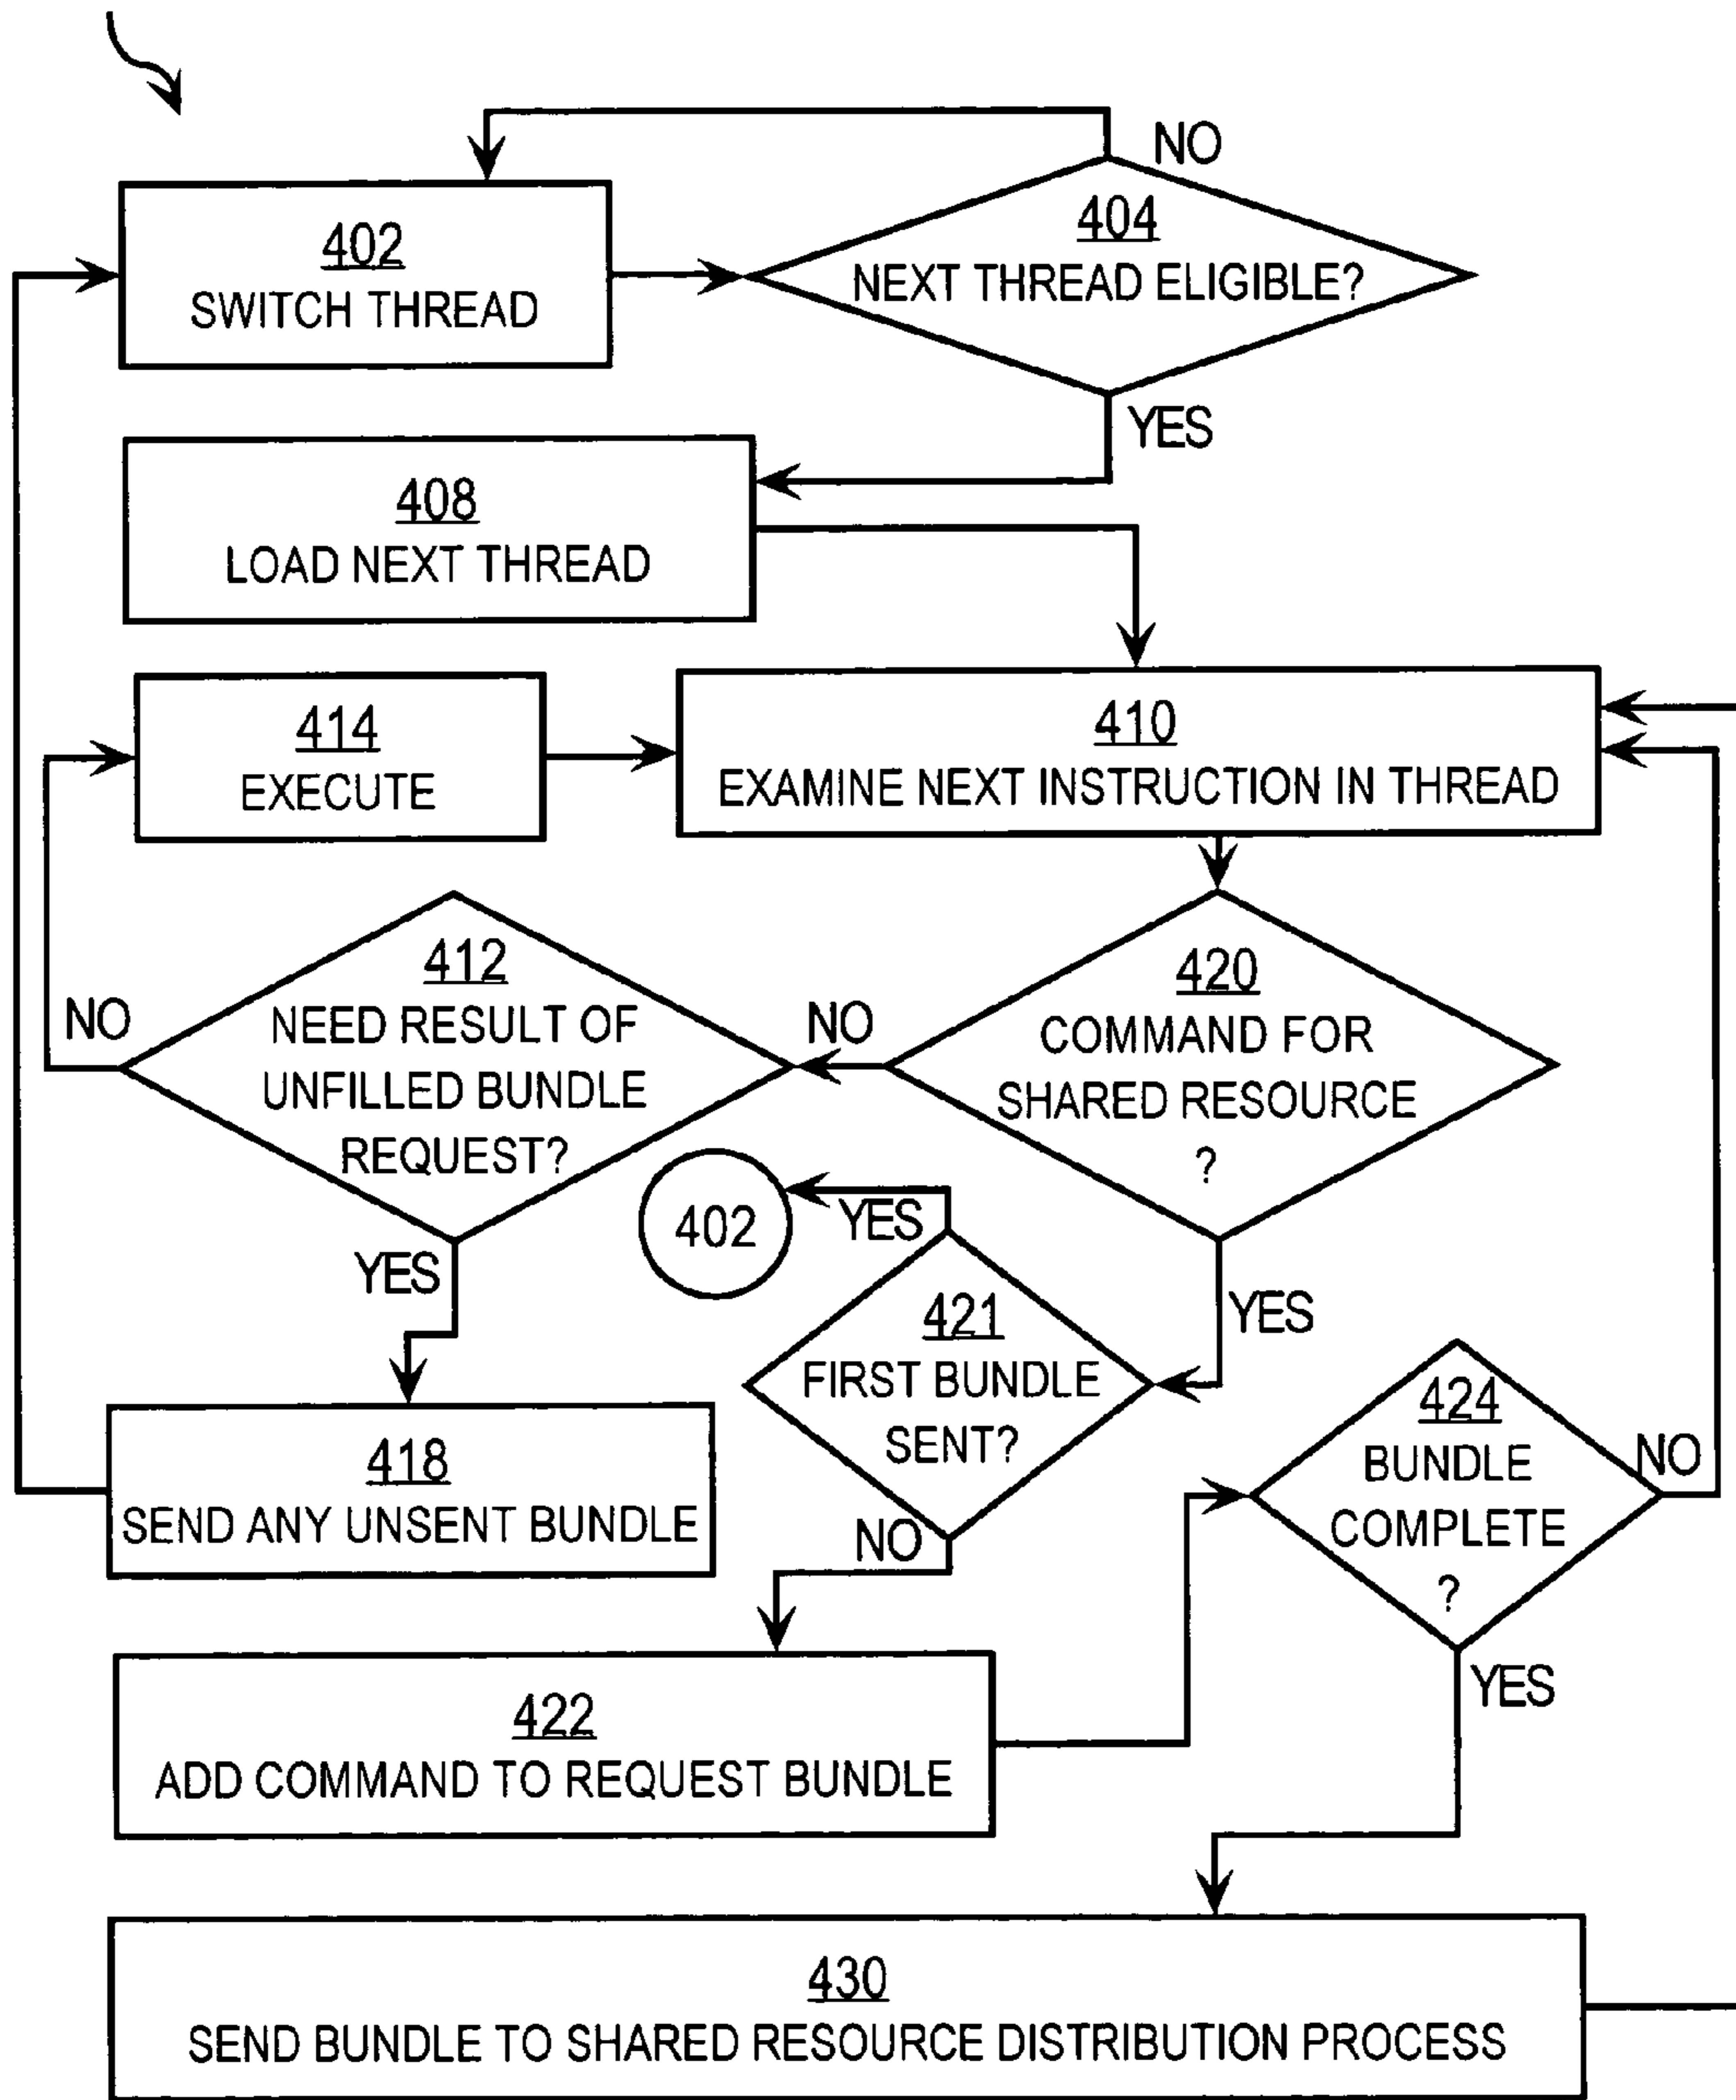 NO
404
NEXT THREAD ELIGIBLE?
402
SWITCH THREAD
YES
408
LOAD NEXT THREAD
414
EXECUTE
410
EXAMINE NEXT INSTRUCTION IN THREAD
412
NEED RESULT OF
UNFILLED BUNDLE
REQUEST?
NO
NO
420
COMMAND FOR
SHARED RESOURCE
?
YES
402
YES
YES
421
FIRST BUNDLE
SENT?
NO
424
BUNDLE
COMPLETE
?
NO
YES
418
SEND ANY UNSENT BUNDLE
422
ADD COMMAND TO REQUEST BUNDLE
430
SEND BUNDLE TO SHARED RESOURCE DISTRIBUTION PROCESS